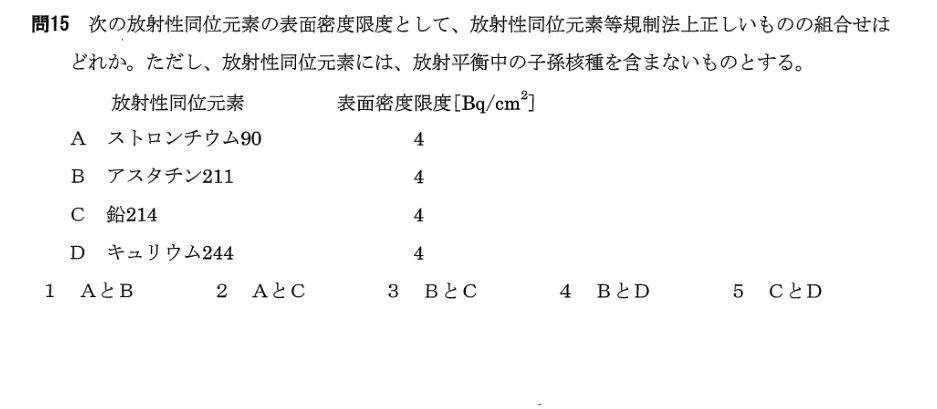 問15 次の放射性同位元素の表面密度限度として、放射性同位元素等規制法上正しいものの組合せは
どれか。ただし、放射性同位元素には、放射平衡中の子孫核種を含まないものとする。
放射性同位元素 表面密度限度[Bq/cm²]
A ストロンチウム90 4
B アスタチン211 4
C 鉛214 4
D キュリウム244 4
1 AとB 2 AとC 3 BとC 4 BとD 5 CとD